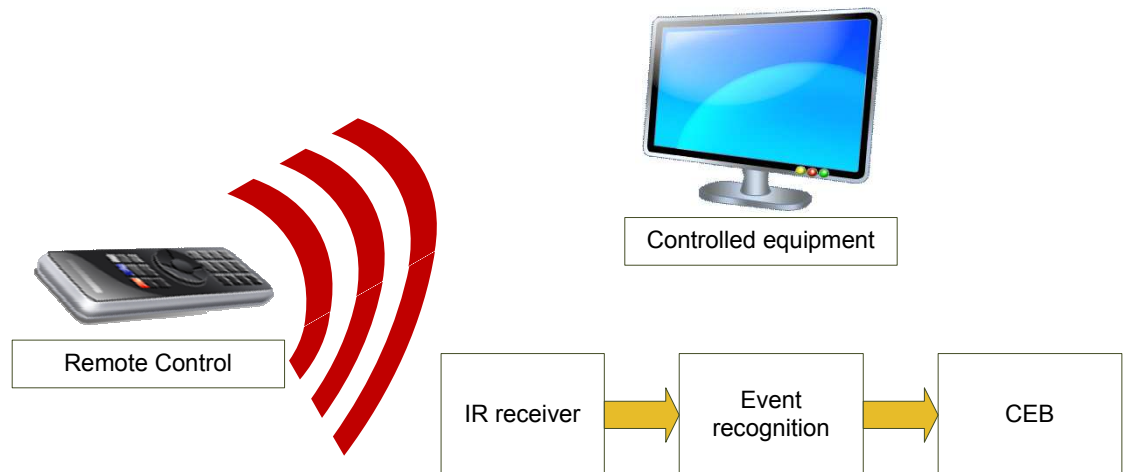 Controlled equipment
Remote Control
IR receiver
Event
recognition
CEB